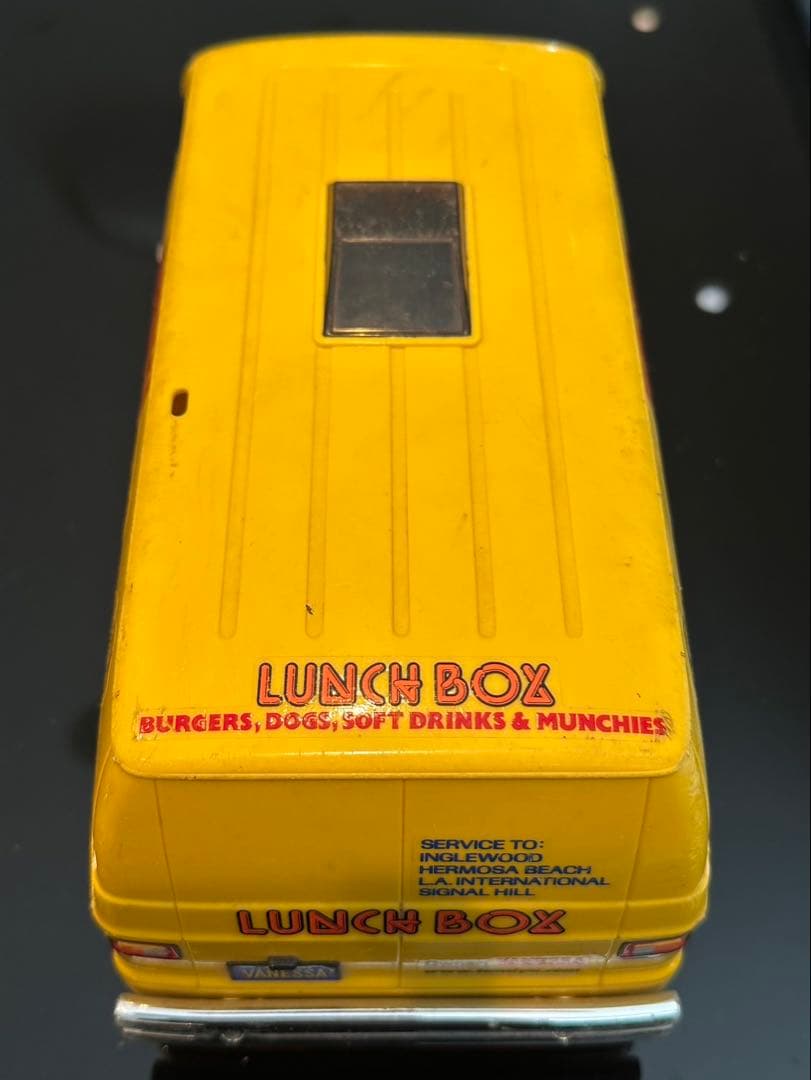 LUNCH BOX
BURGERS, DOGS, SOFT DRINKS & MUNCHIES
SERVICE TO:
INGLEWOOD
HERMOSA BEACH
L.A. INTERNATIONAL
SIGNAL HILL
LUNCH BOX
VANESSA